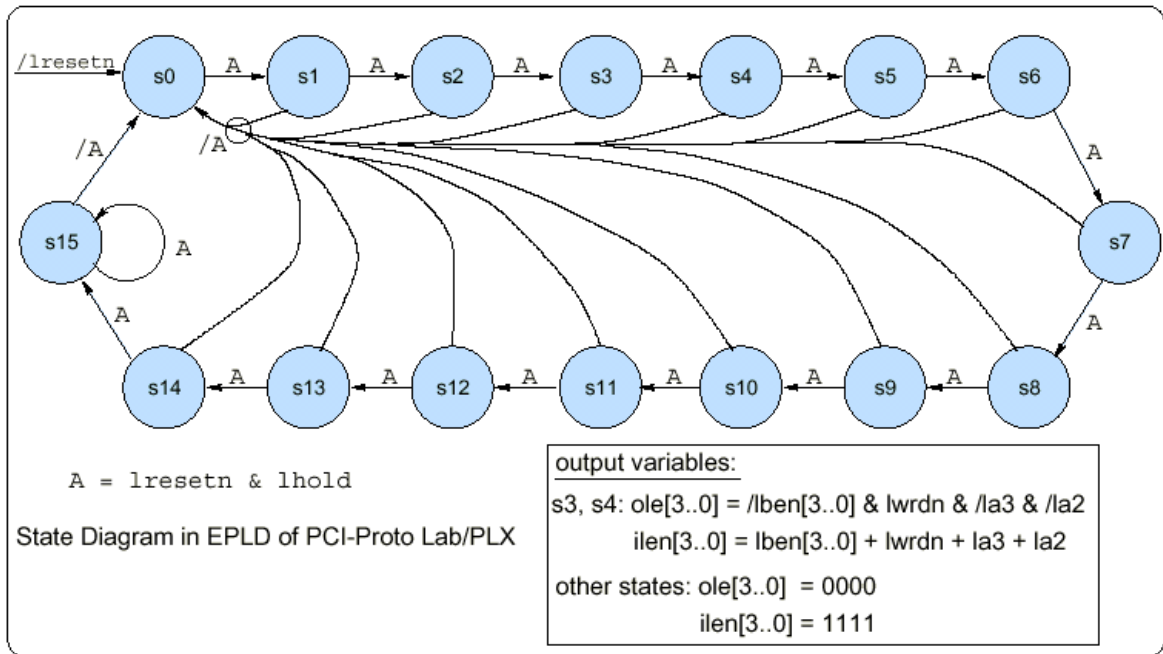 /lresetn
s0
A
s1
A
s2
A
s3
A
s4
A
s5
A
s6
/A
/A
A
s15
A
s7
A
A
s14
A
s13
A
s12
A
s11
A
s10
A
s9
A
s8
A = lresetn & lhold
State Diagram in EPLD of PCI-Proto Lab/PLX
output variables:
s3, s4: ole[3..0] = /lben[3..0] & lwrdn & /la3 & /la2
ilen[3..0] = lben[3..0] + lwrdn + la3 + la2
other states: ole[3..0] = 0000
ilen[3..0] = 1111